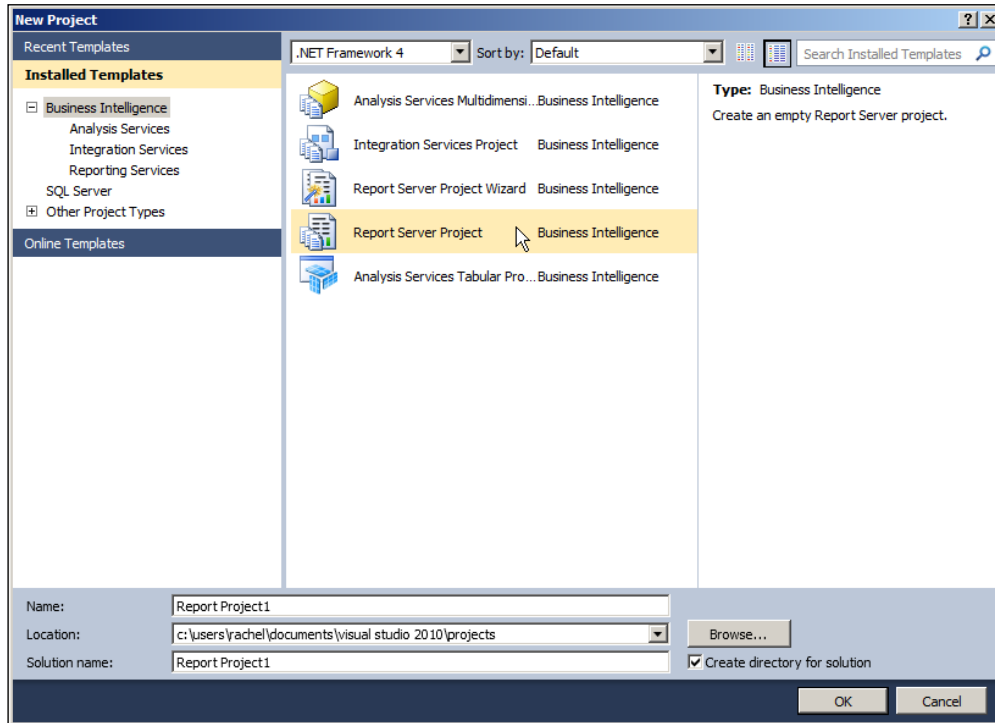 New Project
Recent Templates
Installed Templates
Business Intelligence
Analysis Services
Integration Services
Reporting Services
SQL Server
Other Project Types
Online Templates
.NET Framework 4 Sort by: Default Search Installed Templates
Analysis Services Multidimensi... Business Intelligence
Integration Services Project Business Intelligence
Report Server Project Wizard Business Intelligence
Report Server Project Business Intelligence
Analysis Services Tabular Pro... Business Intelligence
Type: Business Intelligence
Create an empty Report Server project.
Name: Report Project1
Location: c:\users\rachel\documents\visual studio 2010\projects Browse...
Solution name: Report Project1 Create directory for solution
OK Cancel